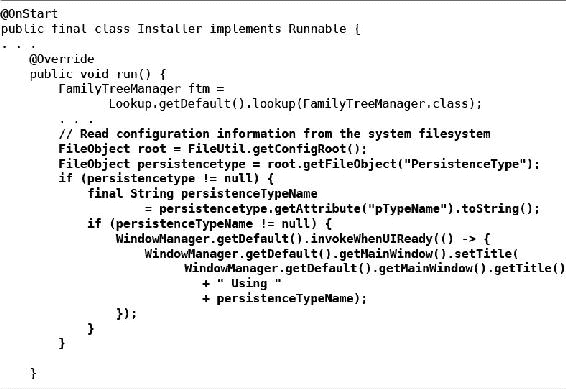 @OnStart
public final class Installer implements Runnable {
. . .
    @Override
    public void run() {
        FamilyTreeManager ftm =
               Lookup.getDefault().lookup(FamilyTreeManager.class);
        . . .
        // Read configuration information from the system filesystem
        FileObject root = FileUtil.getConfigRoot();
        FileObject persistencetype = root.getFileObject("PersistenceType");
        if (persistencetype != null) {
            final String persistenceTypeName
                    = persistencetype.getAttribute("pTypeName").toString();
            if (persistenceTypeName != null) {
                WindowManager.getDefault().invokeWhenUIReady(() -> {
                    WindowManager.getDefault().getMainWindow().setTitle(
                          WindowManager.getDefault().getMainWindow().getTitle()
                            + " Using "
                            + persistenceTypeName);
                });
            }
        }
    }